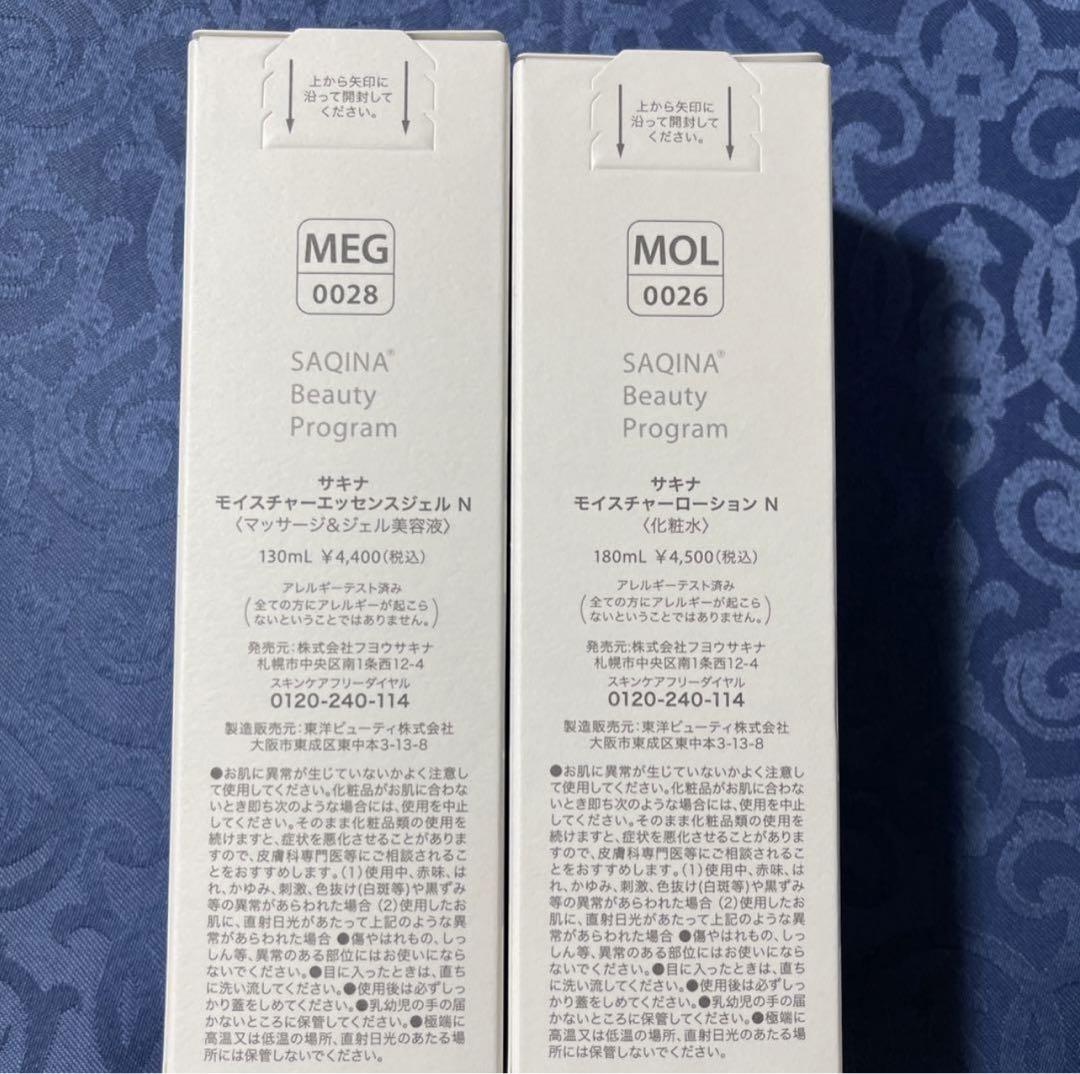 上から矢印に
沿って開封して
ください。
MEG
0028
SAQINA®
Beauty
Program
サキナ
モイスチャーエッセンスジェル N
〈マッサージ&ジェル美容液〉
130mL ¥4,400(税込)
アレルギーテスト済み
(全ての方にアレルギーが起こら
ないということではありません。)
発売元:株式会社フヨウサキナ
札幌市中央区南1条西12-4
スキンケアフリーダイヤル
0120-240-114
製造販売元:東洋ビューティ株式会社
大阪市東成区東中本3-13-8
●お肌に異常が生じていないかよく注意し
て使用してください。化粧品がお肌に合わな
いとき即ち次のような場合には、使用を中止
してください。そのまま化粧品類の使用を
続けますと、症状を悪化させることがありま
すので、皮膚科専門医等にご相談されるこ
とをおすすめします。(1)使用中、赤味、は
れ、かゆみ、刺激、色抜け(白斑等)や黒ずみ
等の異常があらわれた場合 (2)使用したお
肌に、直射日光があたって上記のような異
常があらわれた場合 ●傷やはれもの、しっ
しん等、異常のある部位にはお使いになら
ないでください。●目に入ったときは、直ち
に洗い流してください。●使用後は必ずしっ
かり蓋をしめてください。●乳幼児の手の届
かないところに保管してください。●極端に
高温又は低温の場所、直射日光のあたる場
所には保管しないでください。
上から矢印に
沿って開封して
ください。
MOL
0026
SAQINA®
Beauty
Program
サキナ
モイスチャーローション N
〈化粧水〉
180mL ¥4,500(税込)
アレルギーテスト済み
(全ての方にアレルギーが起こら
ないということではありません。)
発売元:株式会社フヨウサキナ
札幌市中央区南1条西12-4
スキンケアフリーダイヤル
0120-240-114
製造販売元:東洋ビューティ株式会社
大阪市東成区東中本3-13-8
●お肌に異常が生じていないかよく注意し
て使用してください。化粧品がお肌に合わな
いとき即ち次のような場合には、使用を中止
してください。そのまま化粧品類の使用を
続けますと、症状を悪化させることがありま
すので、皮膚科専門医等にご相談されるこ
とをおすすめします。(1)使用中、赤味、は
れ、かゆみ、刺激、色抜け(白斑等)や黒ずみ
等の異常があらわれた場合 (2)使用したお
肌に、直射日光があたって上記のような異
常があらわれた場合 ●傷やはれもの、しっ
しん等、異常のある部位にはお使いになら
ないでください。●目に入ったときは、直ち
に洗い流してください。●使用後は必ずしっ
かり蓋をしめてください。●乳幼児の手の届
かないところに保管してください。●極端に
高温又は低温の場所、直射日光のあたる場
所には保管しないでください。